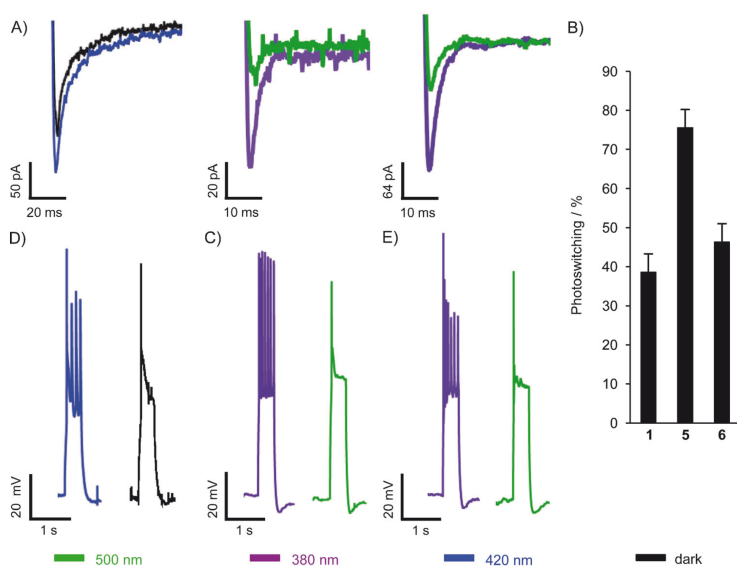 A)
B)
50 pA
20 ms
20 pA
10 ms
64 pA
10 ms
Photoswitching / %
90
80
70
60
50
40
30
20
10
0
1 5 6
D)
C)
E)
20 mV
1 s
20 mV
1 s
20 mV
1 s
500 nm
380 nm
420 nm
dark